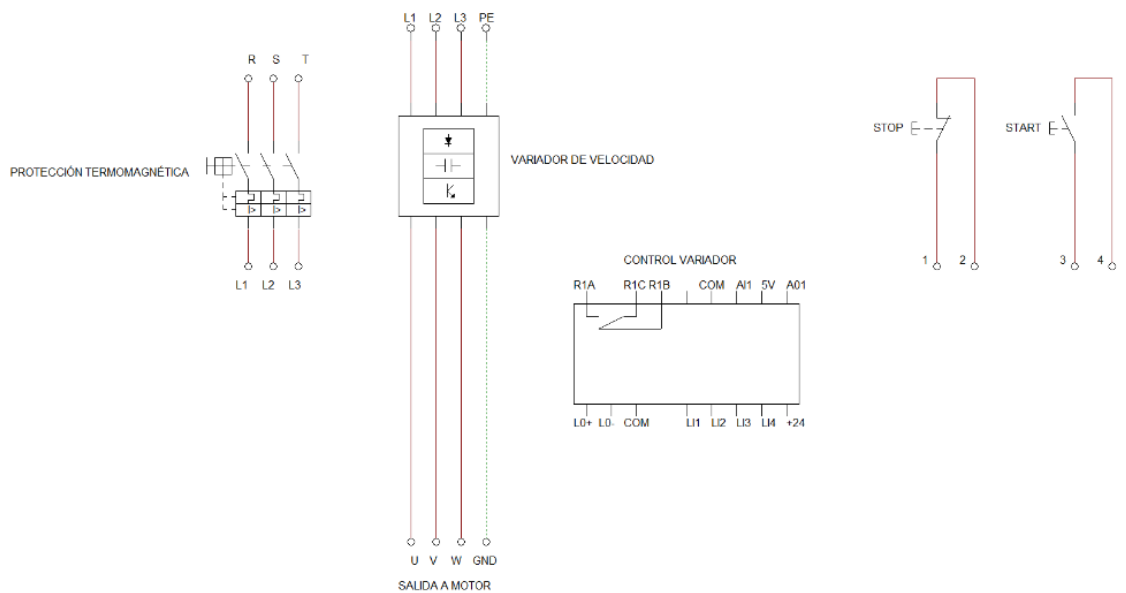 L1 L2 L3 PE
R S T
STOP
START
PROTECCIÓN TERMOMAGNÉTICA
VARIADOR DE VELOCIDAD
1 2
3 4
L1 L2 L3
CONTROL VARIADOR
R1A R1C R1B COM AI1 5V A01
L0+ L0- COM LI1 LI2 LI3 LI4 +24
U V W GND
SALIDA A MOTOR